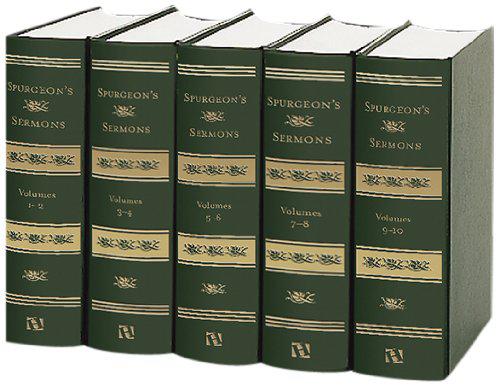 SPURGEON'S
SERMONS
Volumes
1-2
SPURGEON'S
SERMONS
Volumes
3-4
SPURGEON'S
SERMONS
Volumes
5-6
SPURGEON'S
SERMONS
Volumes
7-8
SPURGEON'S
SERMONS
Volumes
9-10